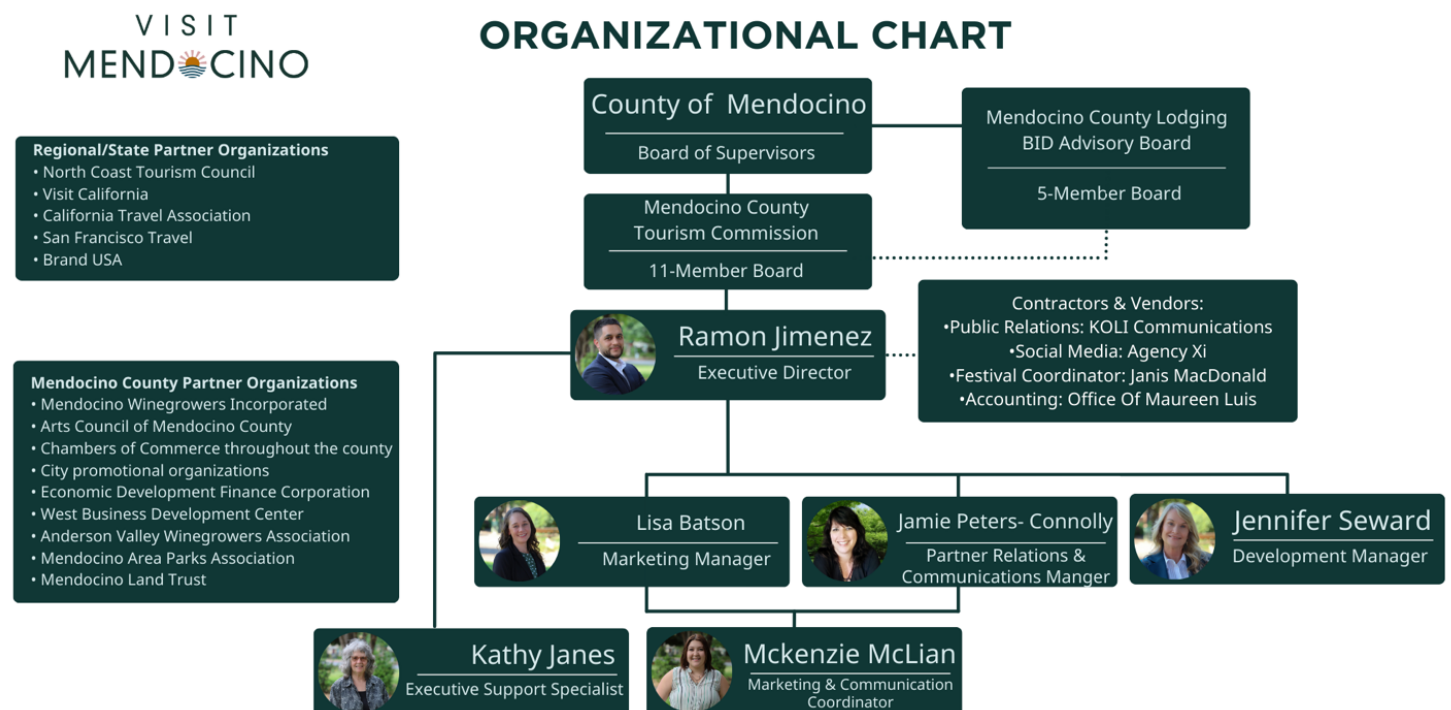 VISIT
MENDOCINO
ORGANIZATIONAL CHART
County of Mendocino
Board of Supervisors
Mendocino County Lodging
BID Advisory Board
5-Member Board
Regional/State Partner Organizations
• North Coast Tourism Council
• Visit California
• California Travel Association
• San Francisco Travel
• Brand USA
Mendocino County
Tourism Commission
11-Member Board
Contractors & Vendors:
•Public Relations: KOLI Communications
•Social Media: Agency Xi
•Festival Coordinator: Janis MacDonald
•Accounting: Office Of Maureen Luis
Ramon Jimenez
Executive Director
Mendocino County Partner Organizations
• Mendocino Winegrowers Incorporated
• Arts Council of Mendocino County
• Chambers of Commerce throughout the county
• City promotional organizations
• Economic Development Finance Corporation
• West Business Development Center
• Anderson Valley Winegrowers Association
• Mendocino Area Parks Association
• Mendocino Land Trust
Lisa Batson
Marketing Manager
Jamie Peters- Connolly
Partner Relations &
Communications Manger
Jennifer Seward
Development Manager
Kathy Janes
Executive Support Specialist
Mckenzie McLian
Marketing & Communication
Coordinator